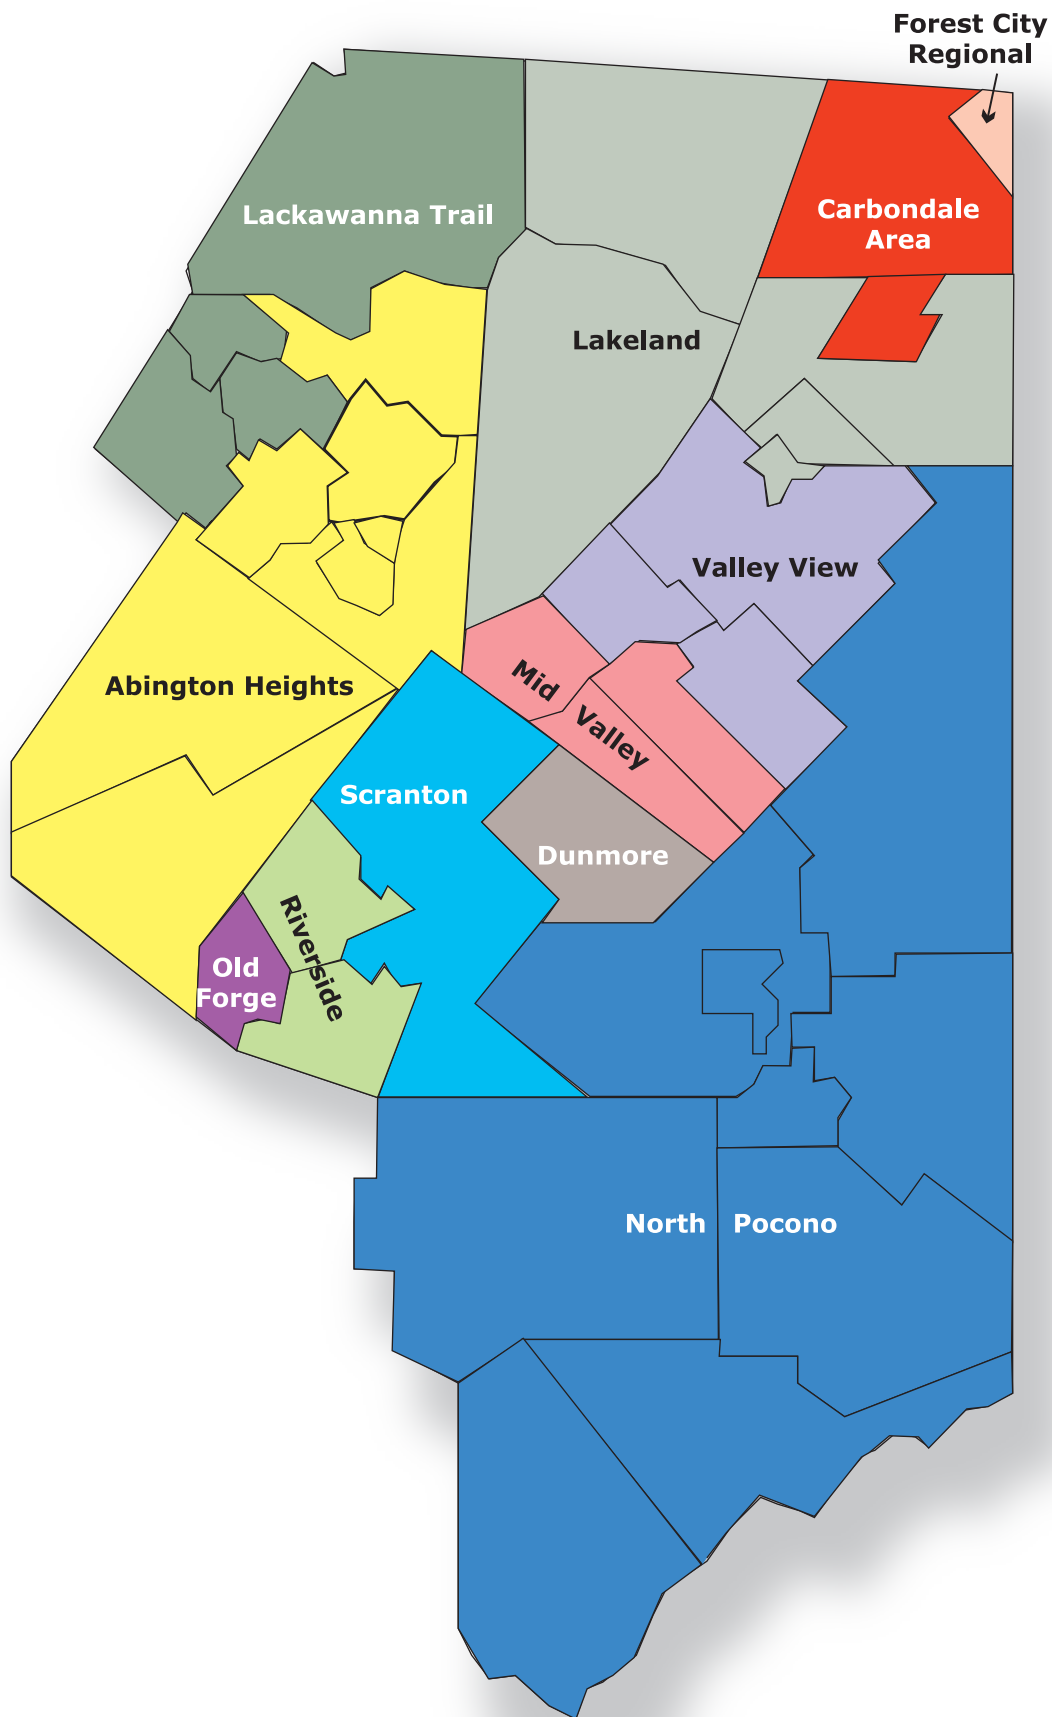 Forest City
Regional
Lackawanna Trail
Carbondale
Area
Lakeland
Valley View
Mid
Valley
Abington Heights
Scranton
Dunmore
Riverside
Old
Forge
North Pocono